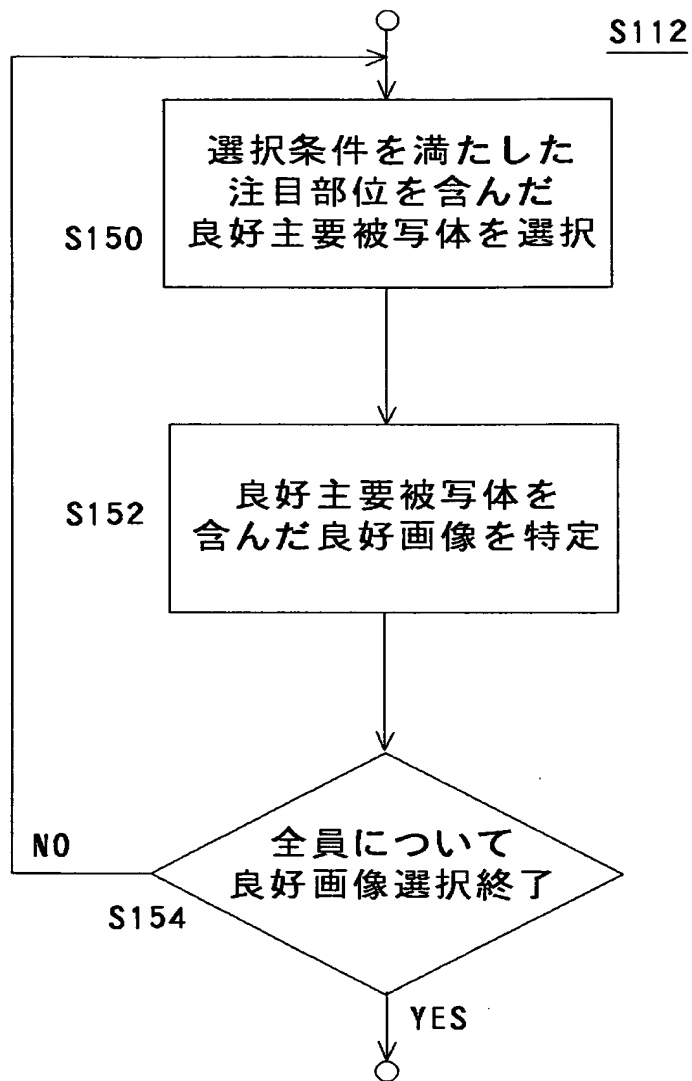 S112
選択条件を満たした
注目部位を含んだ
良好主要被写体を選択
S150
良好主要被写体を
含んだ良好画像を特定
S152
全員について
良好画像選択終了
NO
S154
YES